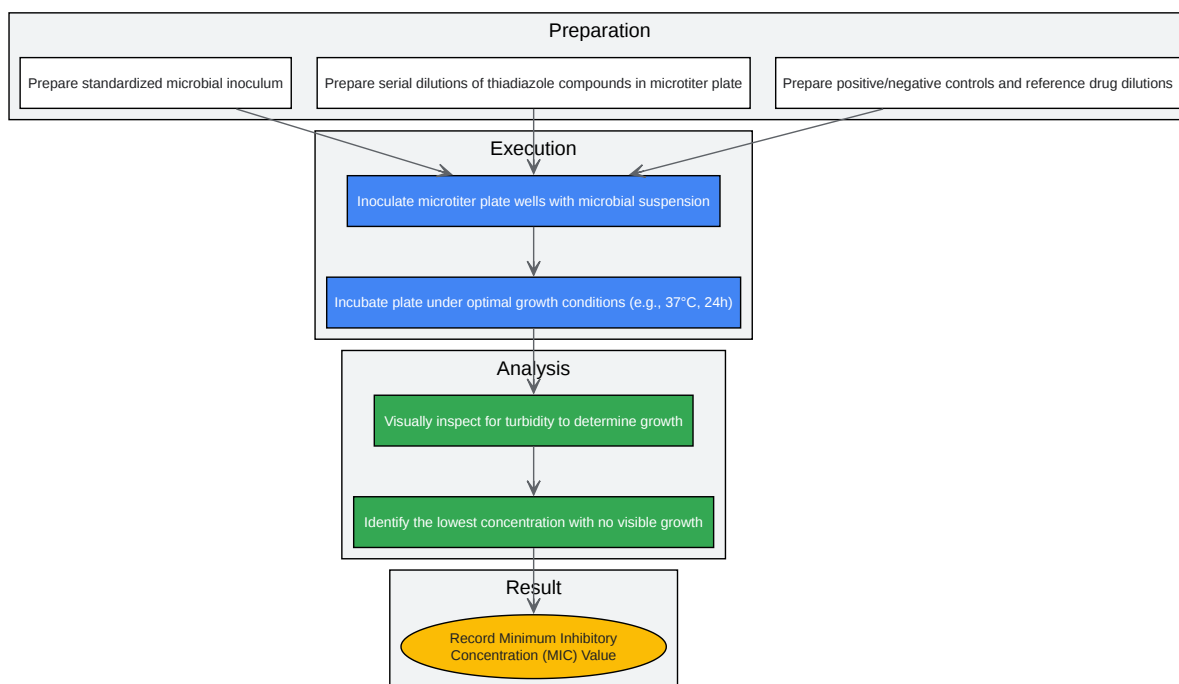 Preparation
Prepare standardized microbial inoculum
Prepare serial dilutions of thiadiazole compounds in microtiter plate
Prepare positive/negative controls and reference drug dilutions
Execution
Inoculate microtiter plate wells with microbial suspension
Incubate plate under optimal growth conditions (e.g., 37°C, 24h)
Analysis
Visually inspect for turbidity to determine growth
Identify the lowest concentration with no visible growth
Result
Record Minimum Inhibitory
Concentration (MIC) Value